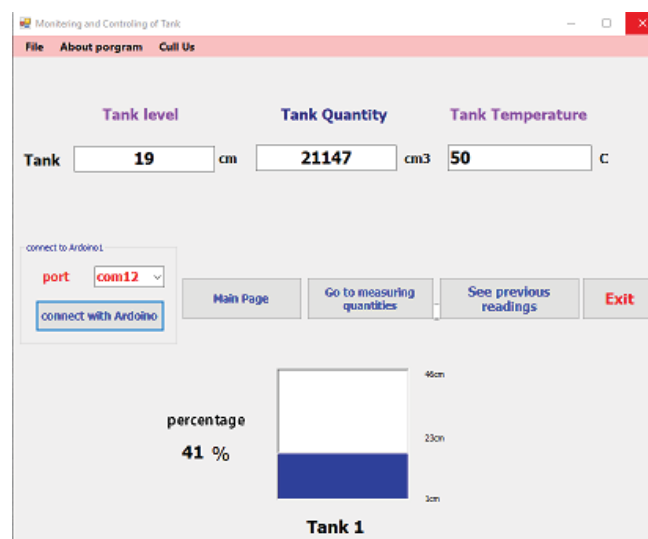 Monitering and Controling of Tank
File About porgram Cull Us
Tank level Tank Quantity Tank Temperature
Tank 19 cm 21147 cm3 50 C
connect to Ardoino1
port com12
connect with Ardoino
Main Page
Go to measuring
quantities
See previous
readings
Exit
46cm
percentage
41 %
23cm
1cm
Tank 1